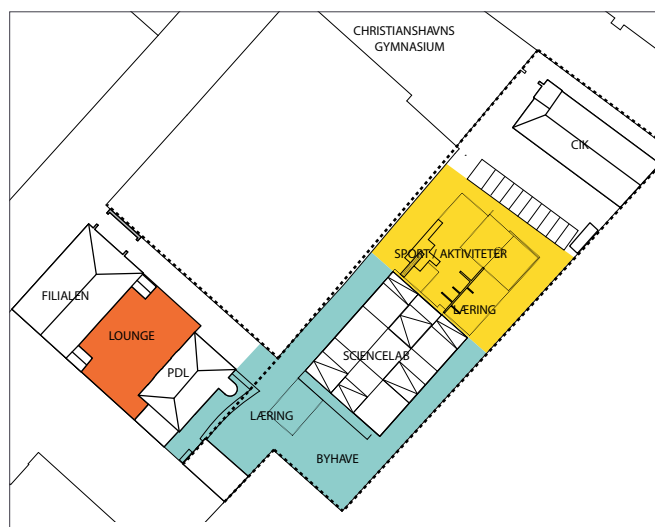 CHRISTIANSHAVNS
GYMNASIUM
CIK
SPORT / AKTIVITETER
FILIALEN
LÆRING
LOUNGE
SCIENCELAB
PDL
LÆRING
BYHAVE